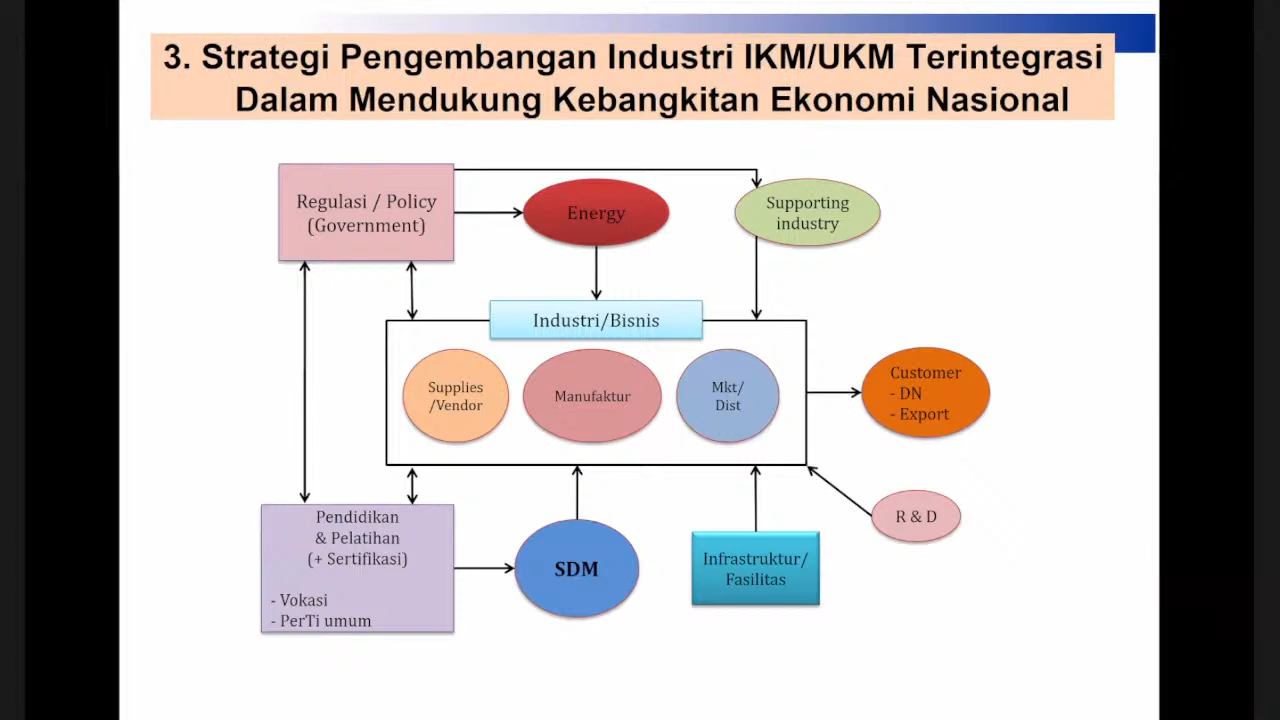 3. Strategi Pengembangan Industri IKM/UKM Terintegrasi
Dalam Mendukung Kebangkitan Ekonomi Nasional
Regulasi / Policy
(Government)
Energy
Supporting
industry
Industri/Bisnis
Supplies
/Vendor
Manufaktur
Mkt/
Dist
Customer
- DN
- Export
R & D
Pendidikan
& Pelatihan
(+ Sertifikasi)
- Vokasi
- PerTi umum
SDM
Infrastruktur/
Fasilitas